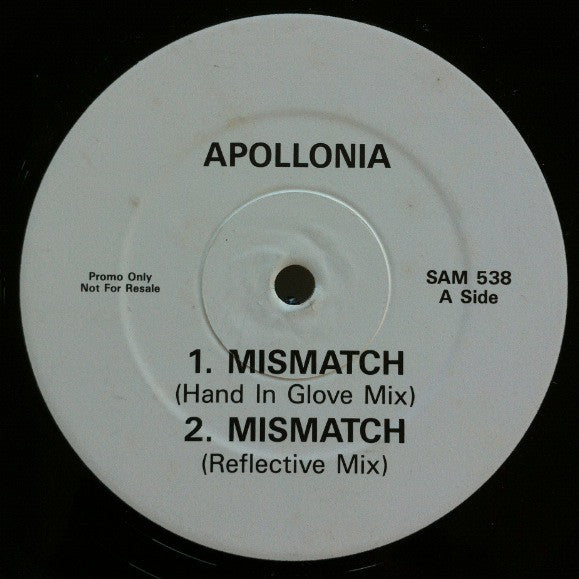 APOLLONIA
Promo Only
Not For Resale
SAM 538
A Side
1. MISMATCH
(Hand In Glove Mix)
2. MISMATCH
(Reflective Mix)